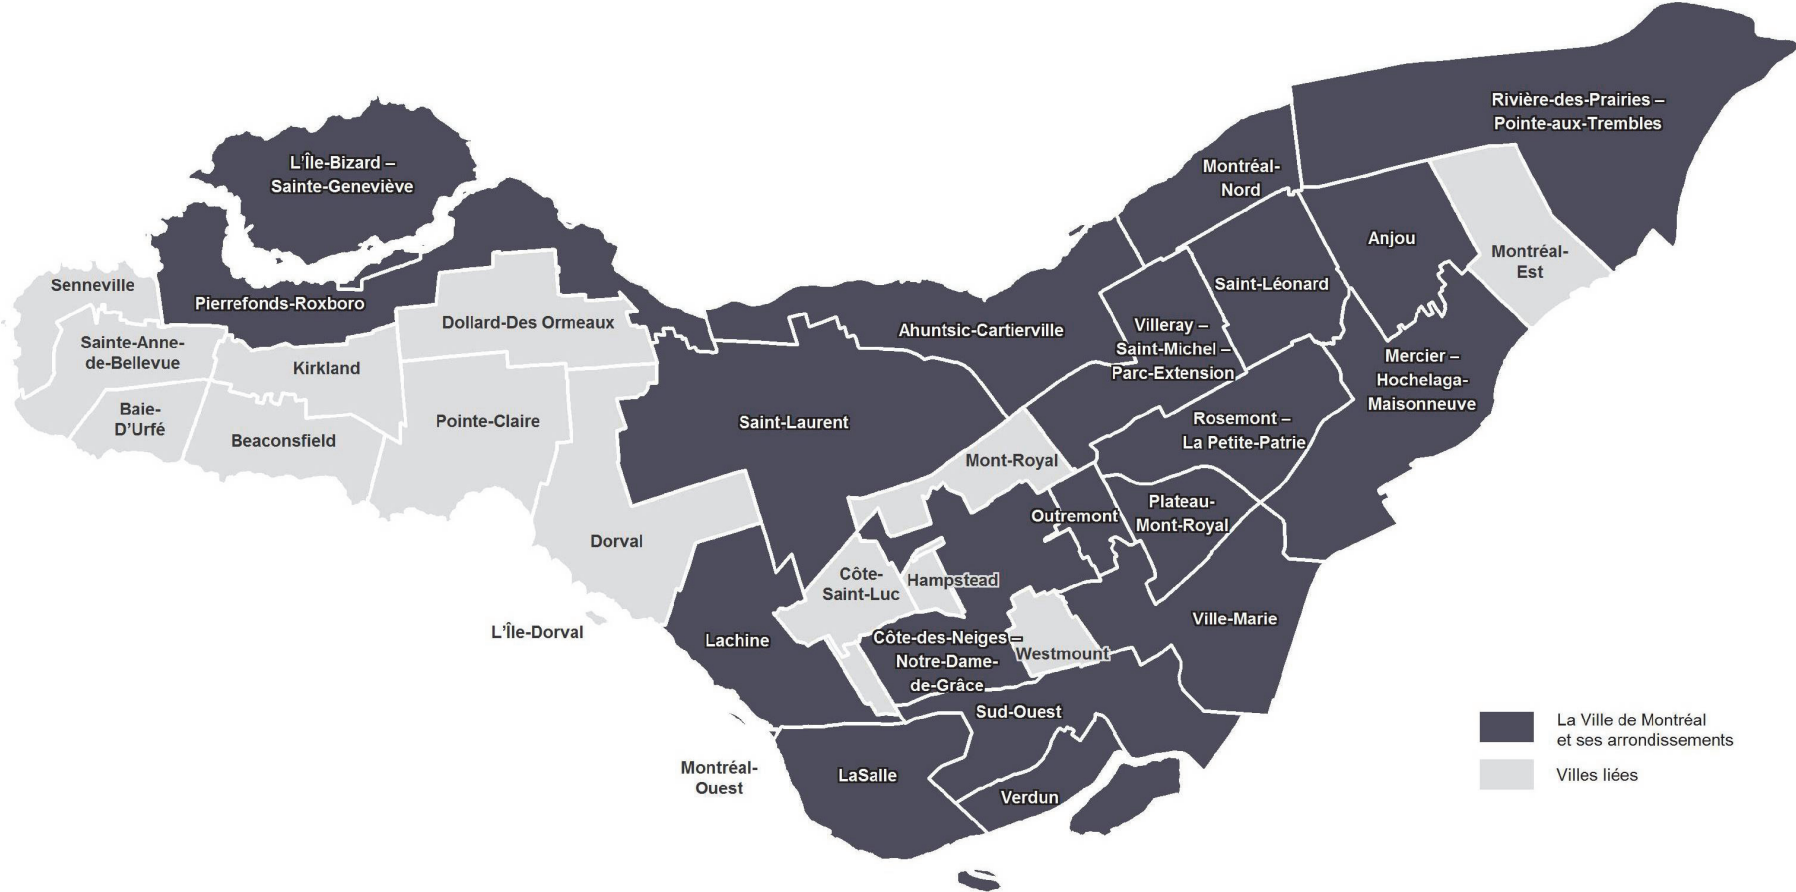 Rivière-des-Prairies –
Pointe-aux-Trembles
L'Île-Bizard –
Sainte-Geneviève
Montréal-
Nord
Anjou
Montréal-
Est
Senneville
Pierrefonds-Roxboro
Saint-Léonard
Dollard-Des Ormeaux
Ahuntsic-Cartierville
Villeray –
Saint-Michel –
Parc-Extension
Sainte-Anne-
de-Bellevue
Kirkland
Mercier –
Hochelaga-
Maisonneuve
Baie-
D'Urfé
Beaconsfield
Pointe-Claire
Saint-Laurent
Rosemont –
La Petite-Patrie
Mont-Royal
Outremont
Plateau-
Mont-Royal
Dorval
Côte-
Saint-Luc
Hampstead
L'Île-Dorval
Lachine
Côte-des-Neiges –
Notre-Dame-
de-Grâce
Westmount
Ville-Marie
Sud-Ouest
Montréal-
Ouest
LaSalle
Verdun
La Ville de Montréal
et ses arrondissements
Villes liées